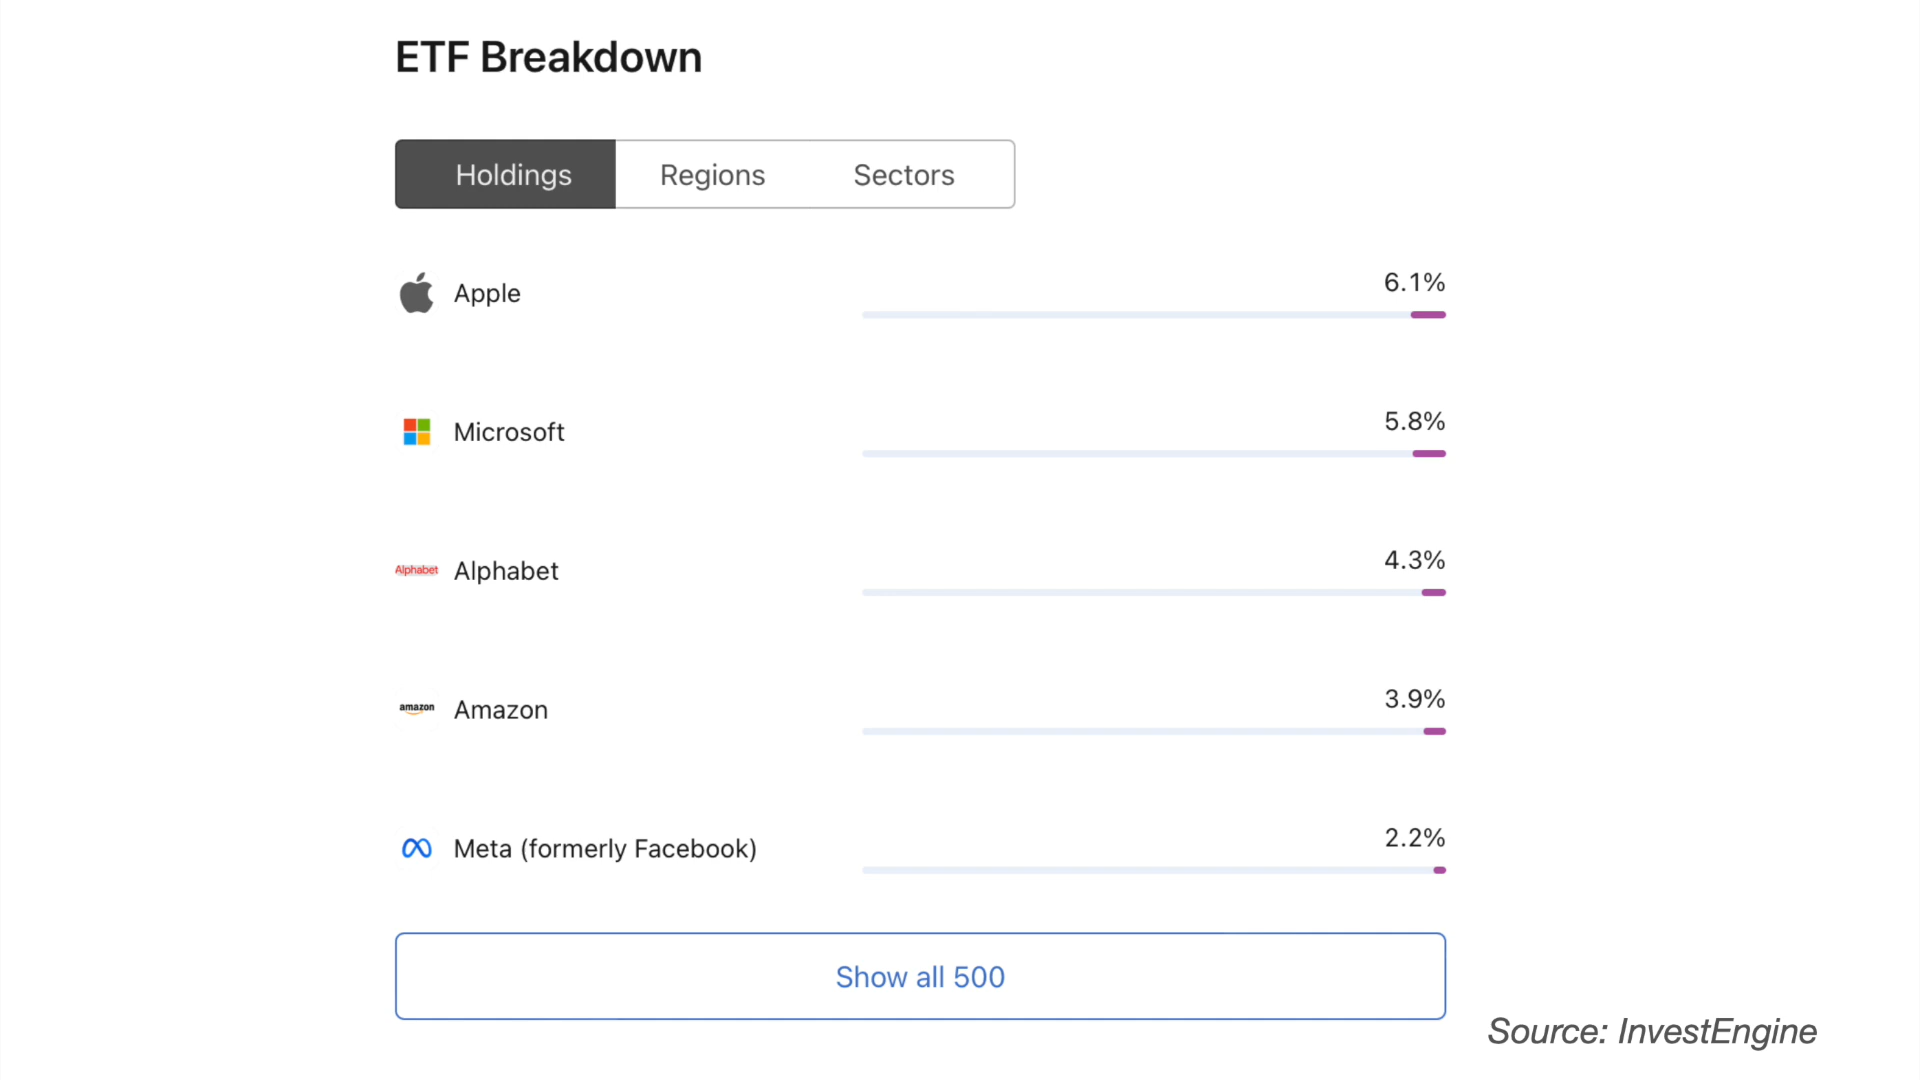 ETF Breakdown
Holdings Regions Sectors
Apple 6.1%
Microsoft 5.8%
Alphabet Alphabet 4.3%
amazon Amazon 3.9%
Meta (formerly Facebook) 2.2%
Show all 500
Source: InvestEngine